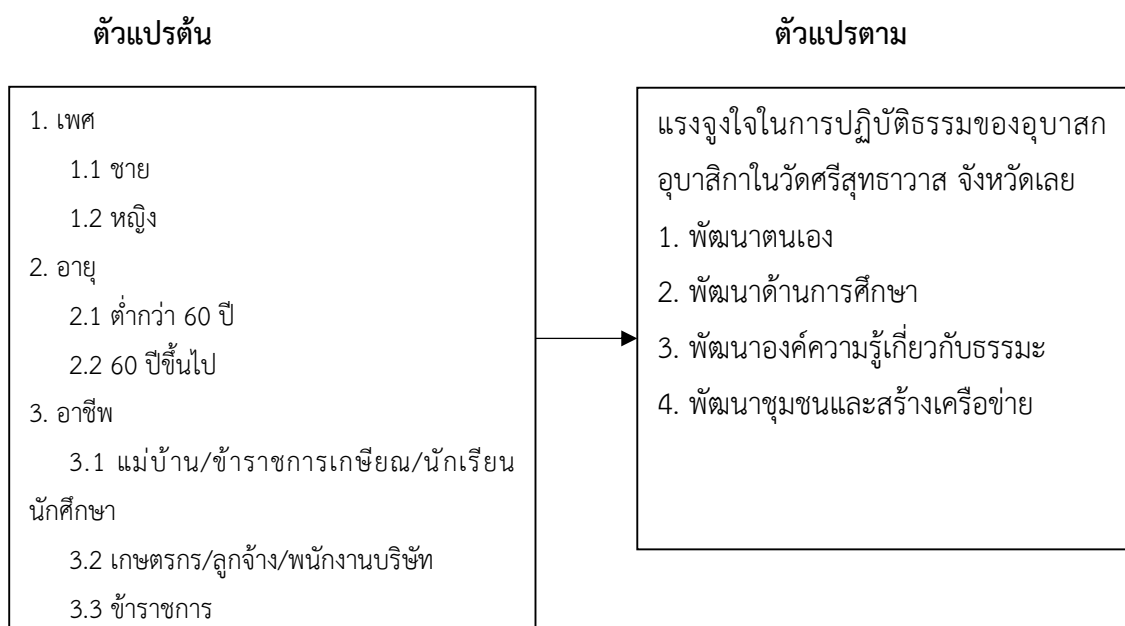 ตัวแปรต้น
ตัวแปรตาม
1. เพศ
1.1 ชาย
1.2 หญิง
2. อายุ
2.1 ต่ำกว่า 60 ปี
2.2 60 ปีขึ้นไป
3. อาชีพ
3.1 แม่บ้าน/ข้าราชการเกษียณ/นักเรียน
นักศึกษา
3.2 เกษตรกร/ลูกจ้าง/พนักงานบริษัท
3.3 ข้าราชการ
แรงจูงใจในการปฏิบัติธรรมของอุบาสก
อุบาสิกาในวัดศรีสุทธาวาส จังหวัดเลย
1. พัฒนาตนเอง
2. พัฒนาด้านการศึกษา
3. พัฒนาองค์ความรู้เกี่ยวกับธรรมะ
4. พัฒนาชุมชนและสร้างเครือข่าย